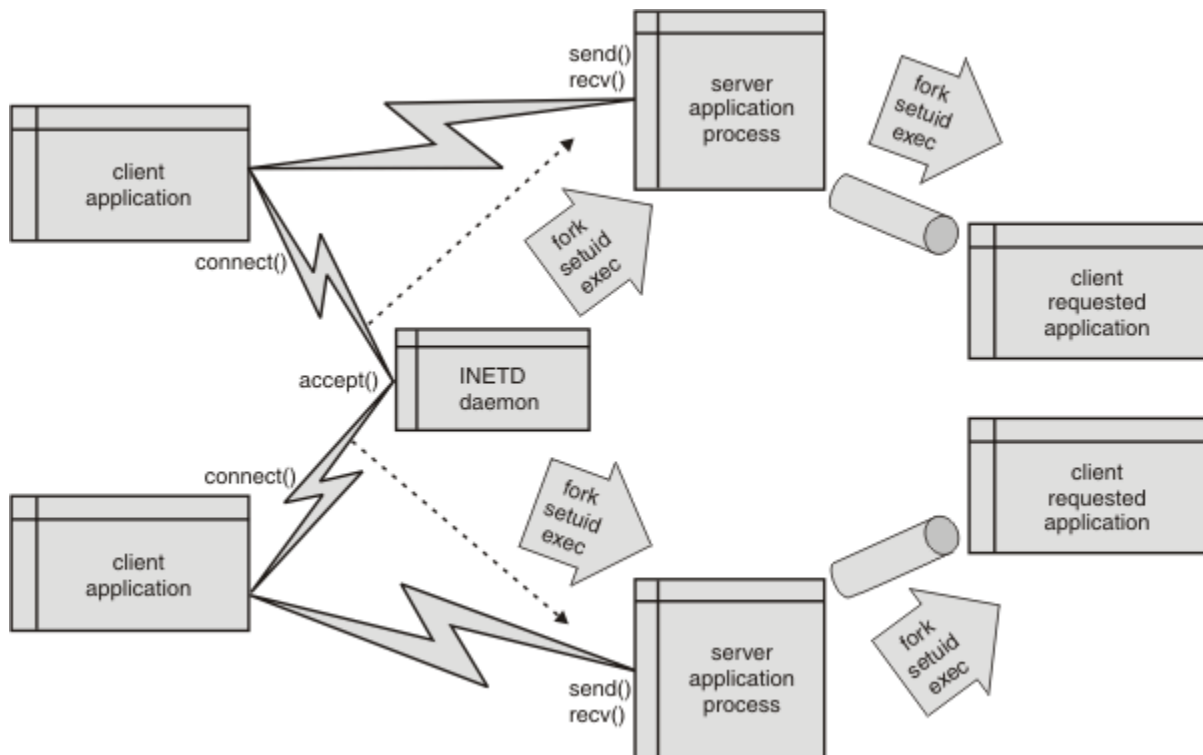 send()
recv()
server
application
process
fork
setuid
exec
client
application
connect()
fork
setuid
exec
client
requested
application
accept()
INETD
daemon
connect()
client
application
fork
setuid
exec
client
requested
application
send()
recv()
server
application
process
fork
setuid
exec